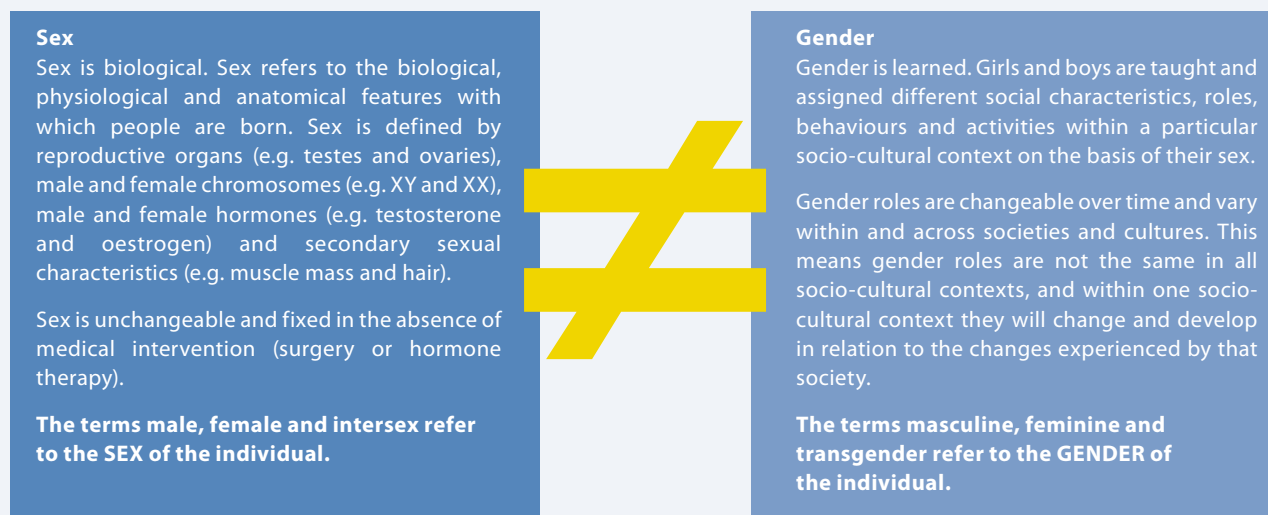 Sex
Sex is biological. Sex refers to the biological,
physiological and anatomical features with
which people are born. Sex is defined by
reproductive organs (e.g. testes and ovaries),
male and female chromosomes (e.g. XY and XX),
male and female hormones (e.g. testosterone
and oestrogen) and secondary sexual
characteristics (e.g. muscle mass and hair).
Sex is unchangeable and fixed in the absence of
medical intervention (surgery or hormone
therapy).
The terms male, female and intersex refer
to the SEX of the individual.
≠
Gender
Gender is learned. Girls and boys are taught and
assigned different social characteristics, roles,
behaviours and activities within a particular
socio-cultural context on the basis of their sex.
Gender roles are changeable over time and vary
within and across societies and cultures. This
means gender roles are not the same in all
socio-cultural contexts, and within one socio-
cultural context they will change and develop
in relation to the changes experienced by that
society.
The terms masculine, feminine and
transgender refer to the GENDER of
the individual.